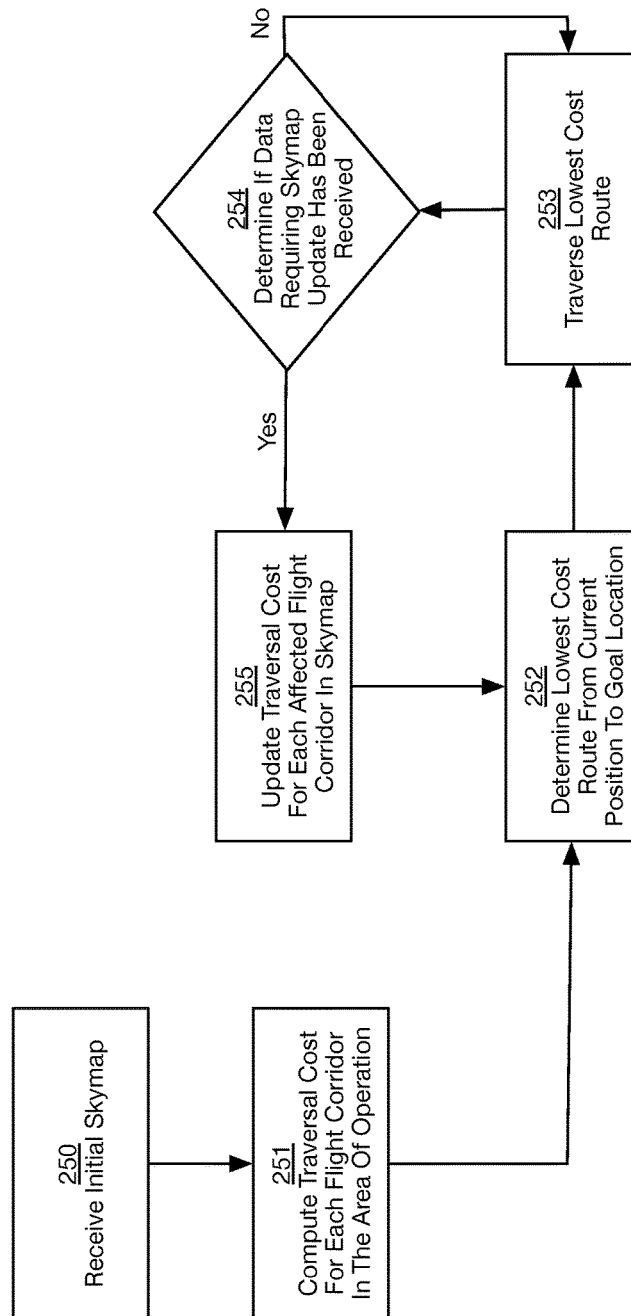 250
Receive Initial Skymap
251
Compute Traversal Cost
For Each Flight Corridor
In The Area Of Operation
252
Determine Lowest Cost
Route From Current
Position To Goal Location
253
Traverse Lowest Cost
Route
254
Determine If Data
Requiring Skymap
Update Has Been
Received
No
Yes
255
Update Traversal Cost
For Each Affected Flight
Corridor In Skymap